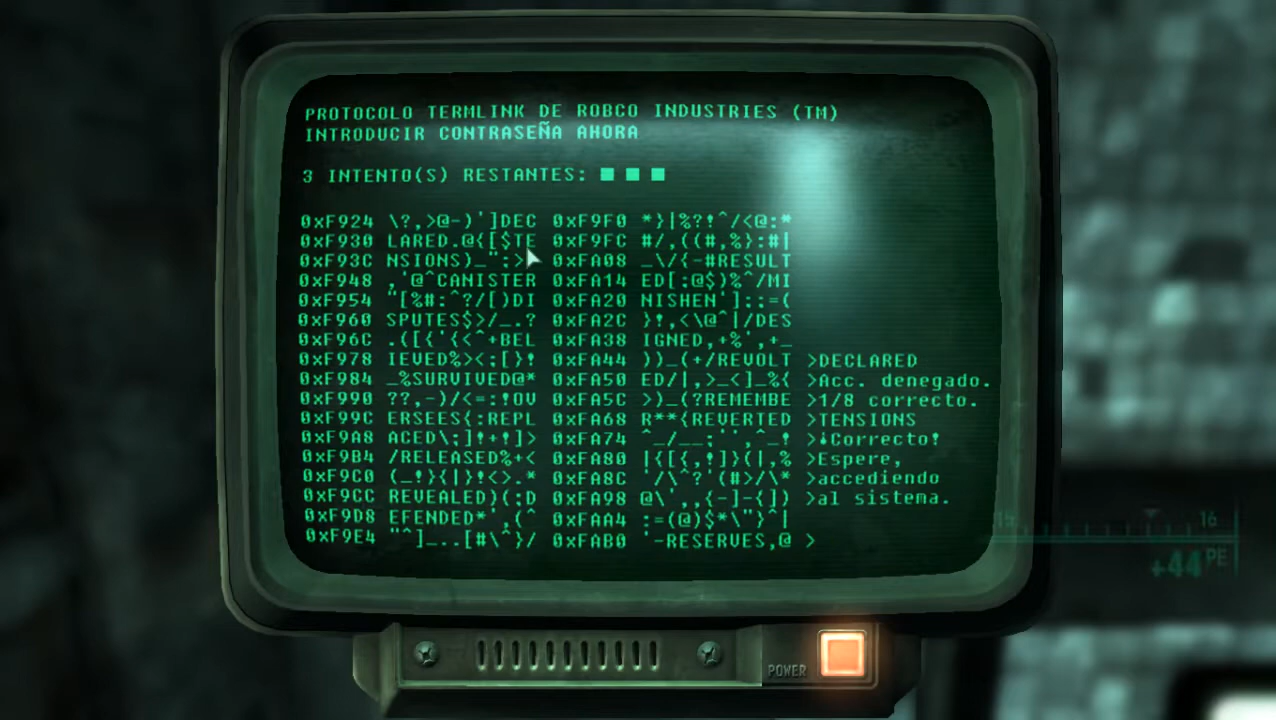 PROTOCOLO TERMLINK DE ROBCO INDUSTRIES (TM)
INTRODUCIR CONTRASEÑA AHORA
3 INTENTO(S) RESTANTES: ■ ■ ■
0xF924 \?,>@-)']DEC 0xF9F0 *}|%?!^/<@:*
0xF930 LARED.@{[$TE 0xF9FC #/,((#,%}:#|
0xF93C NSIONS)_":> 0xFA08 _\/{-#RESULT
0xF948 ,'@^CANISTER 0xFA14 ED[:@$)%^/MI
0xF954 "[%#:^?/[)DI 0xFA20 NISHEN']::=(
0xF960 SPUTES$>/_.? 0xFA2C }!,<\@^|/DES
0xF96C .([{'{<^+BEL 0xFA38 IGNED,+%',+_
0xF978 IEVED%><;[}! 0xFA44 ))_(+/REVOLT >DECLARED
0xF984 _%SURVIVED@* 0xFA50 ED/|,>_<]_%{ >Acc. denegado.
0xF990 ??,-)/<=:!OV 0xFA5C >)_(?REMEMBE >1/8 correcto.
0xF99C ERSEES{:REPL 0xFA68 R**{REVERTED >TENSIONS
0xF9A8 ACED\;]!+!]> 0xFA74 ^_/__;'',^_! >¡Correcto!
0xF9B4 /RELEASED%+< 0xFA80 |{[{,!]}(|,% >Espere,
0xF9C0 (_!}{|}!<>.* 0xFA8C '/\^?'(#>/\* >accediendo
0xF9CC REVEALED)(;D 0xFA98 @\',,{-]-{]) >al sistema.
0xF9D8 EFENDED*',(^ 0xFAA4 :=(@)$*\"}^|
0xF9E4 "^]_..[#\^}/ 0xFAB0 '-RESERVES,@ >
16
+44 PE
POWER